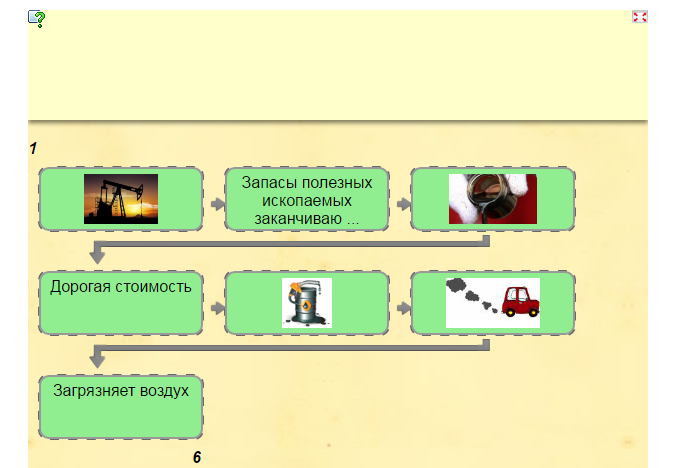 1
Запасы полезных
ископаемых
заканчиваю ...
Дорогая стоимость
Загрязняет воздух
6